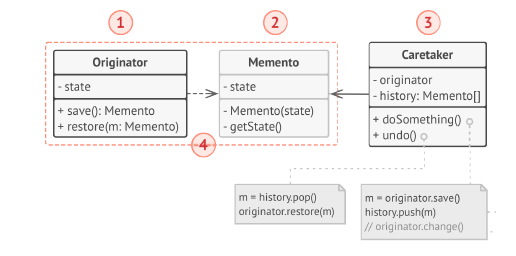 1
2
3
Originator
- state
+ save(): Memento
+ restore(m: Memento)
Memento
- state
- Memento(state)
- getState()
Caretaker
- originator
- history: Memento[]
+ doSomething()
+ undo()
4
m = history.pop()
originator.restore(m)
m = originator.save()
history.push(m)
// originator.change()